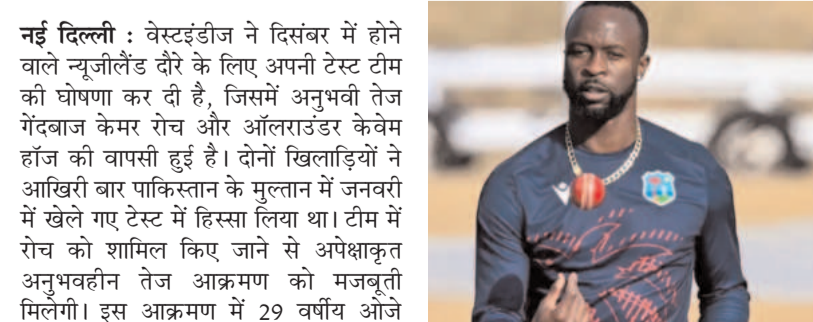 नई दिल्ली : वेस्टइंडीज ने दिसंबर में होने
वाले न्यूजीलैंड दौरे के लिए अपनी टेस्ट टीम
की घोषणा कर दी है, जिसमें अनुभवी तेज
गेंदबाज केमर रोच और ऑलराउंडर केवेम
हॉज की वापसी हुई है। दोनों खिलाड़ियों ने
आखिरी बार पाकिस्तान के मुल्तान में जनवरी
में खेले गए टेस्ट में हिस्सा लिया था। टीम में
रोच को शामिल किए जाने से अपेक्षाकृत
अनुभवहीन तेज आक्रमण को मजबूती
मिलेगी। इस आक्रमण में 29 वर्षीय ओजे